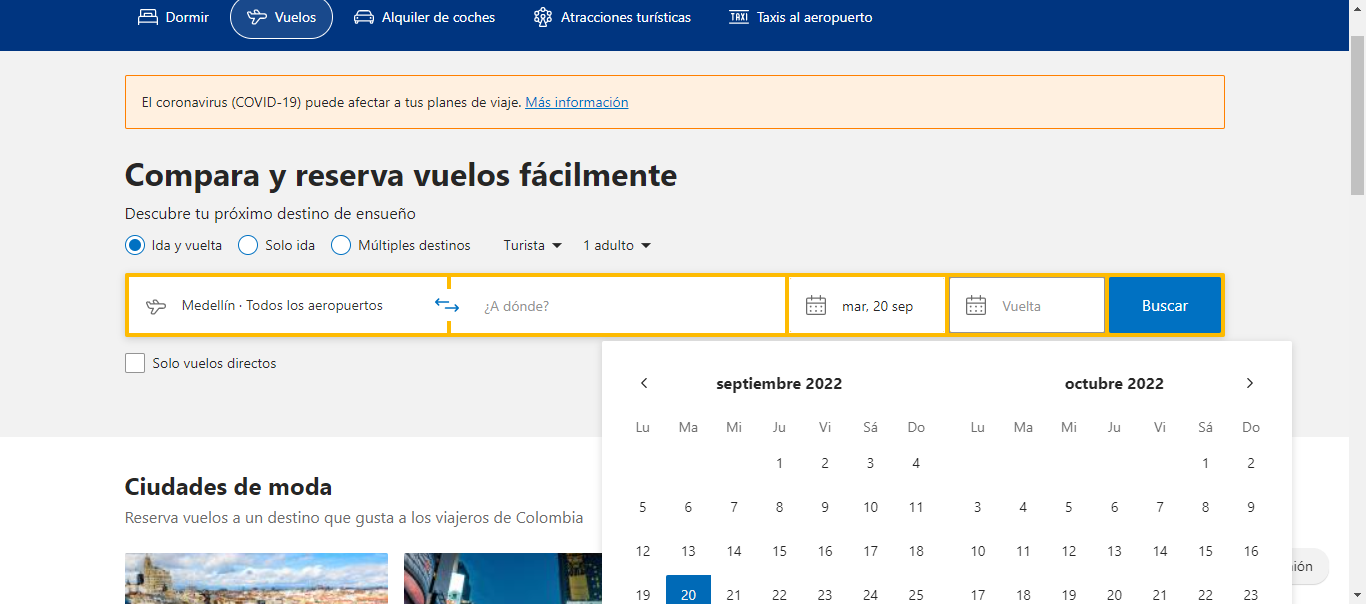 Dormir Vuelos Alquiler de coches Atracciones turísticas TAXI Taxis al aeropuerto
El coronavirus (COVID-19) puede afectar a tus planes de viaje. Más información
Compara y reserva vuelos fácilmente
Descubre tu próximo destino de ensueño
Ida y vuelta Solo ida Múltiples destinos Turista 1 adulto
Medellín · Todos los aeropuertos ¿A dónde? mar, 20 sep Vuelta Buscar
Solo vuelos directos
septiembre 2022 octubre 2022
Lu Ma Mi Ju Vi Sá Do Lu Ma Mi Ju Vi Sá Do
1 2 3 4 1 2
5 6 7 8 9 10 11 3 4 5 6 7 8 9
12 13 14 15 16 17 18 10 11 12 13 14 15 16
19 20 21 22 23 24 25 17 18 19 20 21 22 23
Ciudades de moda
Reserva vuelos a un destino que gusta a los viajeros de Colombia